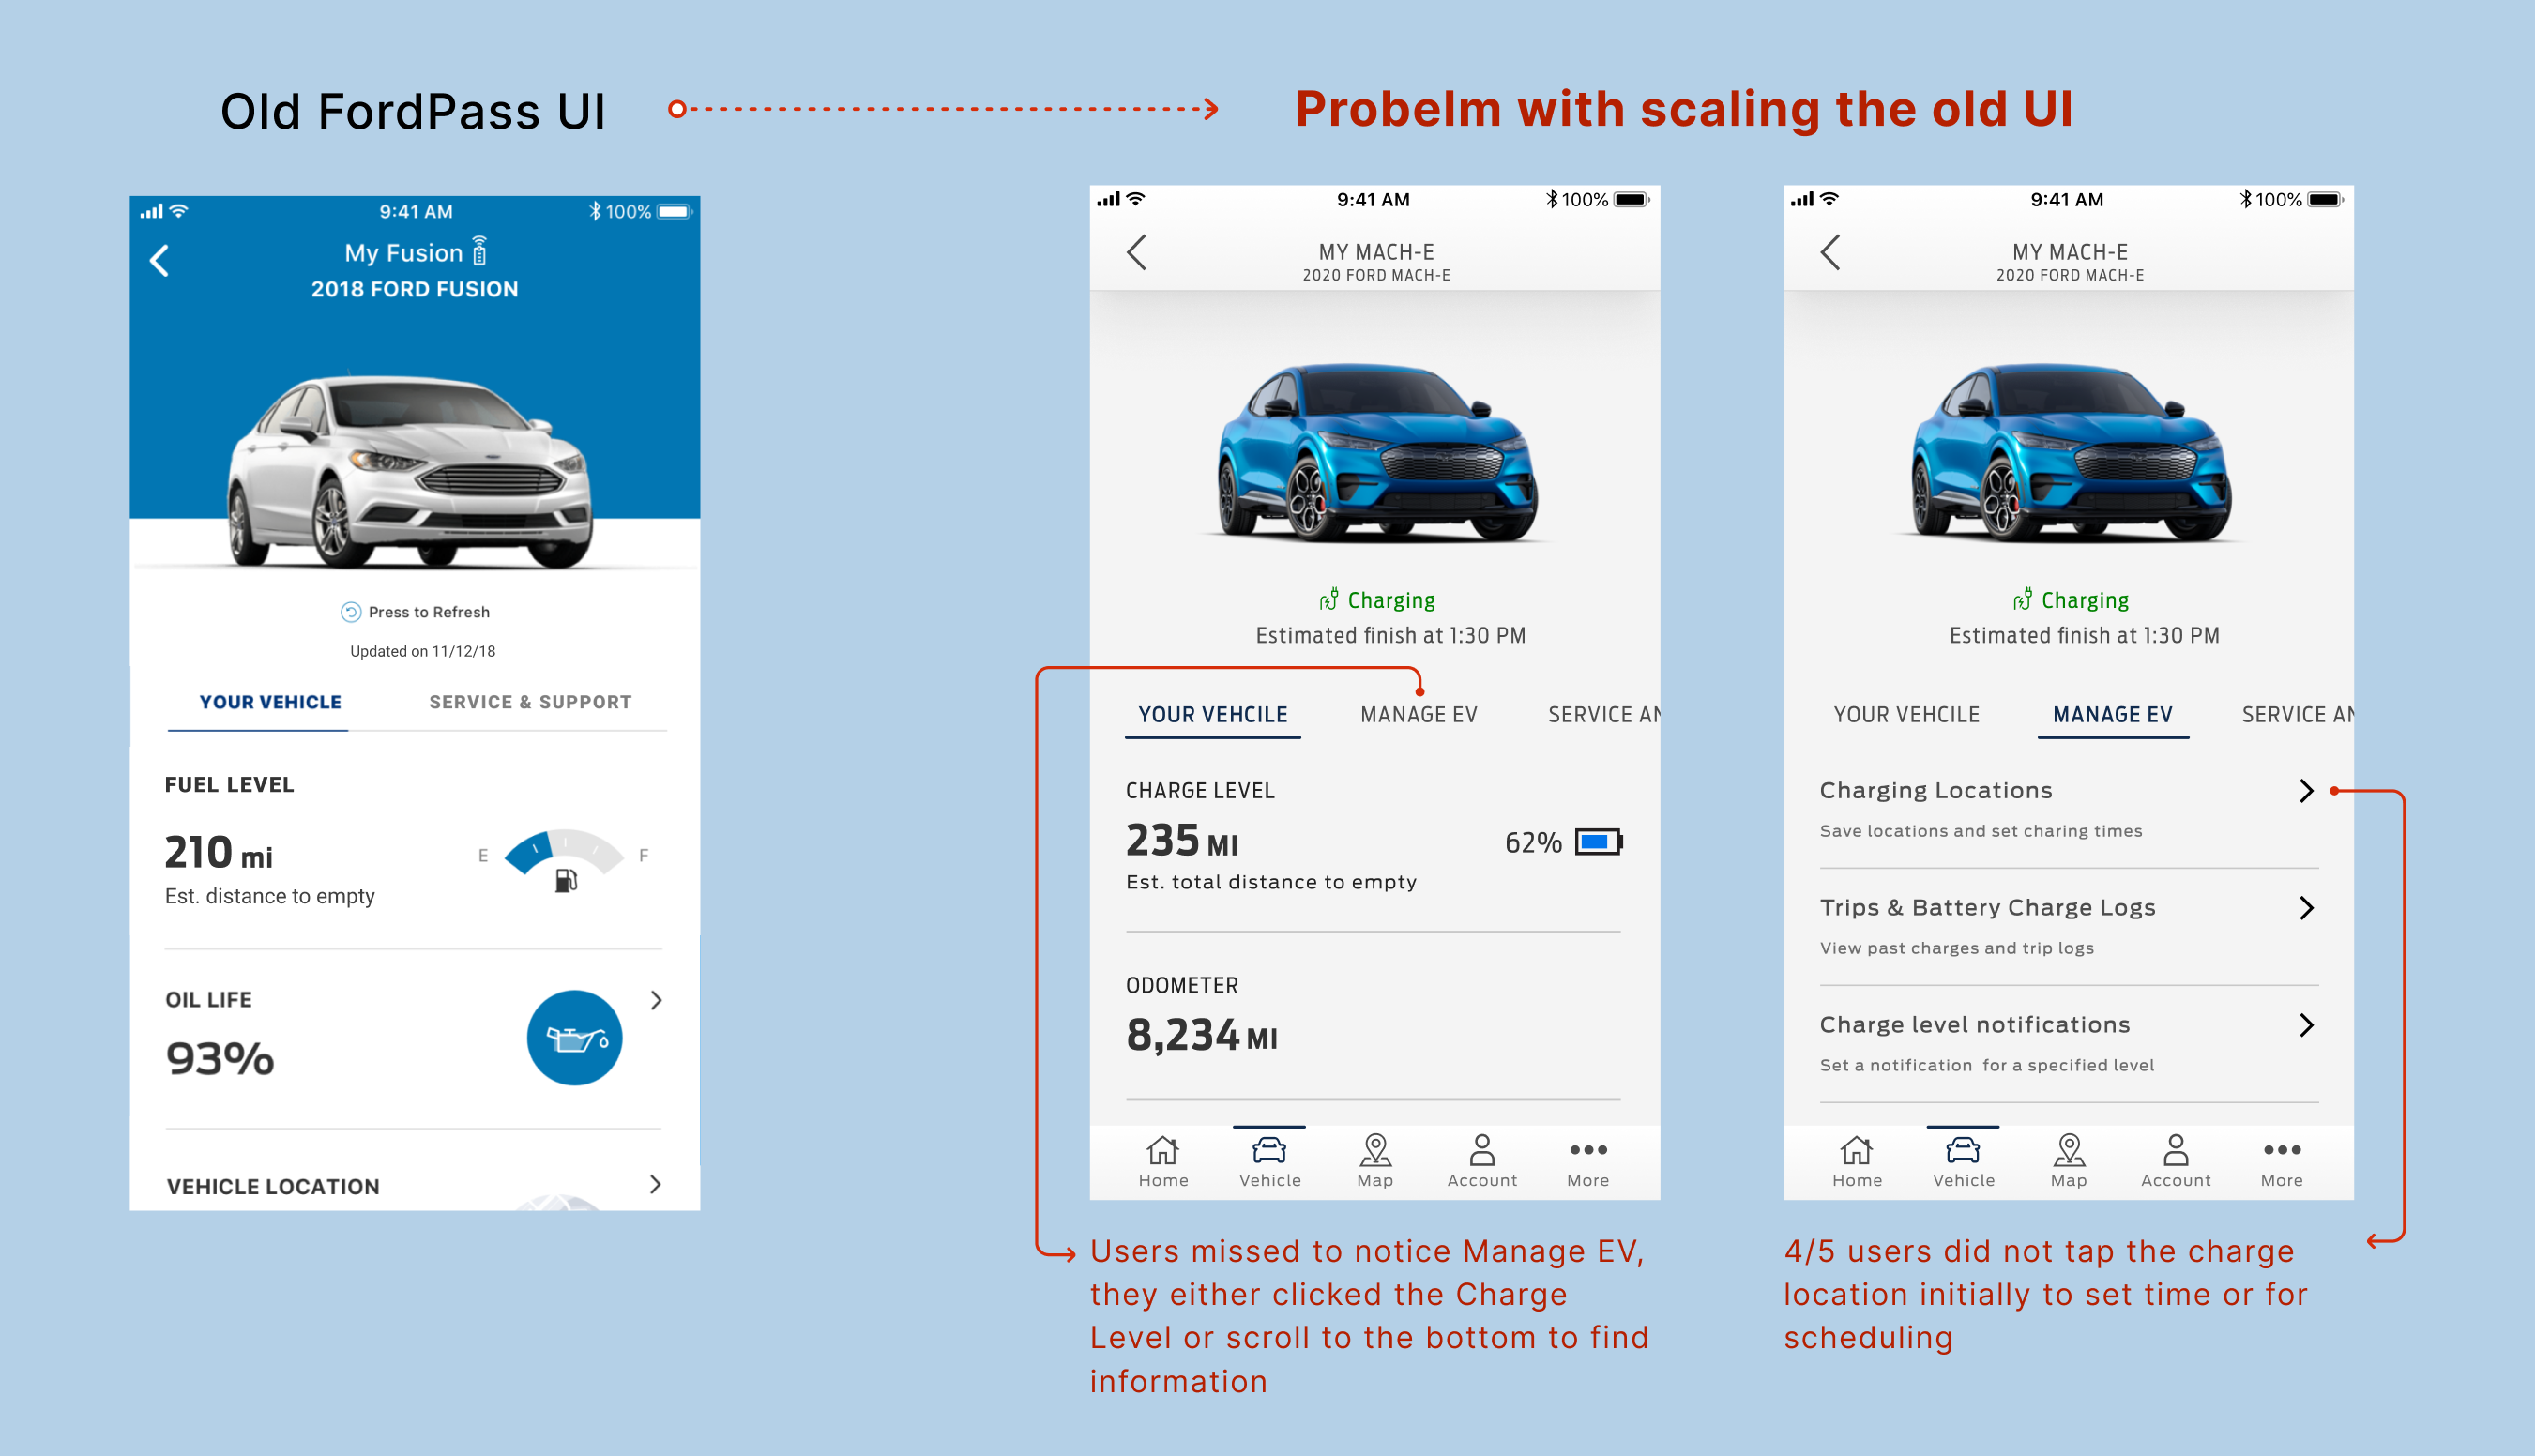 Old FordPass UI
Probelm with scaling the old UI
9:41 AM
100%
My Fusion
2018 FORD FUSION
Press to Refresh
Updated on 11/12/18
YOUR VEHICLE
SERVICE & SUPPORT
FUEL LEVEL
210 mi
E
F
Est. distance to empty
OIL LIFE
93%
VEHICLE LOCATION
9:41 AM
100%
MY MACH-E
2020 FORD MACH-E
Charging
Estimated finish at 1:30 PM
YOUR VEHCILE
MANAGE EV
SERVICE AN
CHARGE LEVEL
235 MI
62%
Est. total distance to empty
ODOMETER
8,234 MI
Home
Vehicle
Map
Account
More
Users missed to notice Manage EV,
they either clicked the Charge
Level or scroll to the bottom to find
information
9:41 AM
100%
MY MACH-E
2020 FORD MACH-E
Charging
Estimated finish at 1:30 PM
YOUR VEHCILE
MANAGE EV
SERVICE AN
Charging Locations
Save locations and set charing times
Trips & Battery Charge Logs
View past charges and trip logs
Charge level notifications
Set a notification for a specified level
Home
Vehicle
Map
Account
More
4/5 users did not tap the charge
location initially to set time or for
scheduling